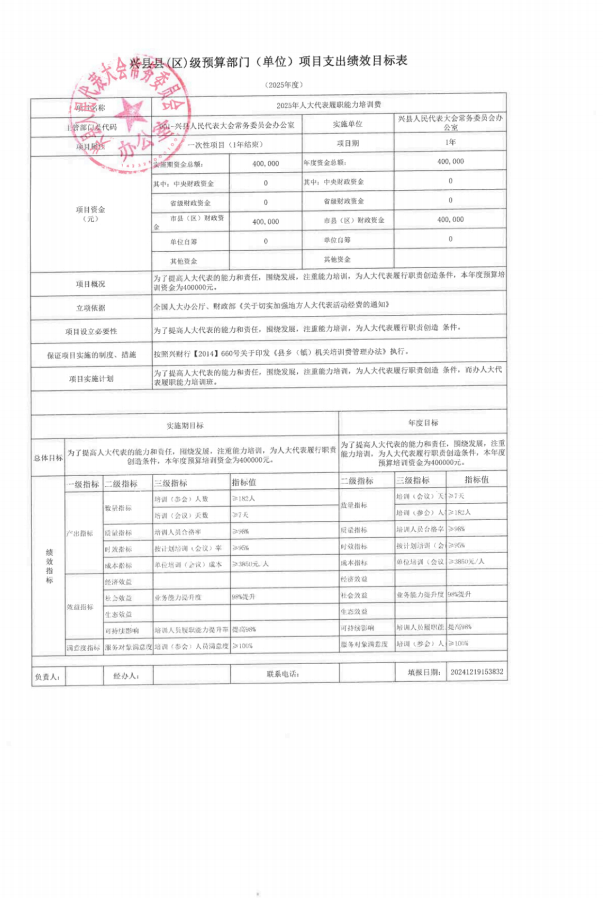 兴县县(区)级预算部门(单位)项目支出绩效目标表
(2025年度)
项目名称 2025年人大代表履职能力培训费
主管部门及代码 -兴县人民代表大会常务委员会办公室 实施单位 兴县人民代表大会常务委员会办公室
项目属性 一次性项目(1年结束) 项目期 1年
项目资金(元) 实施期资金总额: 400,000 年度资金总额: 400,000
其中:中央财政资金 0 其中:中央财政资金 0
省级财政资金 0 省级财政资金 0
市县(区)财政资金 400,000 市县(区)财政资金 400,000
单位自筹 0 单位自筹 0
其他资金 其他资金
项目概况 为了提高人大代表的能力和责任,围绕发展,注重能力培训,为人大代表履行职责创造条件,本年度预算培训资金为400000元。
立项依据 全国人大办公厅、财政部《关于切实加强地方人大代表活动经费的通知》
项目设立必要性 为了提高人大代表的能力和责任,围绕发展,注重能力培训,为人大代表履行职责创造 条件。
保证项目实施的制度、措施 按照兴财行【2014】660号关于印发《县乡(镇)机关培训费管理办法》执行。
项目实施计划 为了提高人大代表的能力和责任,围绕发展,注重能力培训,为人大代表履行职责创造 条件,而办人大代表履职能力培训班。
实施期目标 年度目标
总体目标 为了提高人大代表的能力和责任,围绕发展,注重能力培训,为人大代表履行职责创造条件,本年度预算培训资金为400000元。 为了提高人大代表的能力和责任,围绕发展,注重能力培训,为人大代表履行职责创造条件,本年度预算培训资金为400000元。
绩效指标 一级指标 二级指标 三级指标 指标值 二级指标 三级指标 指标值
产出指标 数量指标 培训(参会)人数 ≥182人 数量指标 培训(会议)天 ≥7天
培训(会议)天数 ≥7天 培训(参会)人 ≥182人
质量指标 培训人员合格率 ≥98% 质量指标 培训人员合格率 ≥98%
时效指标 按计划培训(会议)率 ≥95% 时效指标 按计划培训(会 ≥95%
成本指标 单位培训(会议)成本 ≥3850元/人 成本指标 单位培训(会议 ≥3850元/人
效益指标 经济效益 经济效益
社会效益 业务能力提升度 98%提升 社会效益 业务能力提升度 98%提升
生态效益 生态效益
可持续影响 培训人员履职能力提升率 提高98% 可持续影响 培训人员履职能 提高98%
满意度指标 服务对象满意度 培训(参会)人员满意度 ≥100% 服务对象满意度 培训(参会)人 ≥100%
负责人: 经办人: 联系电话: 填报日期: 20241219153832
兴县人民代表大会常务委员会
办公室